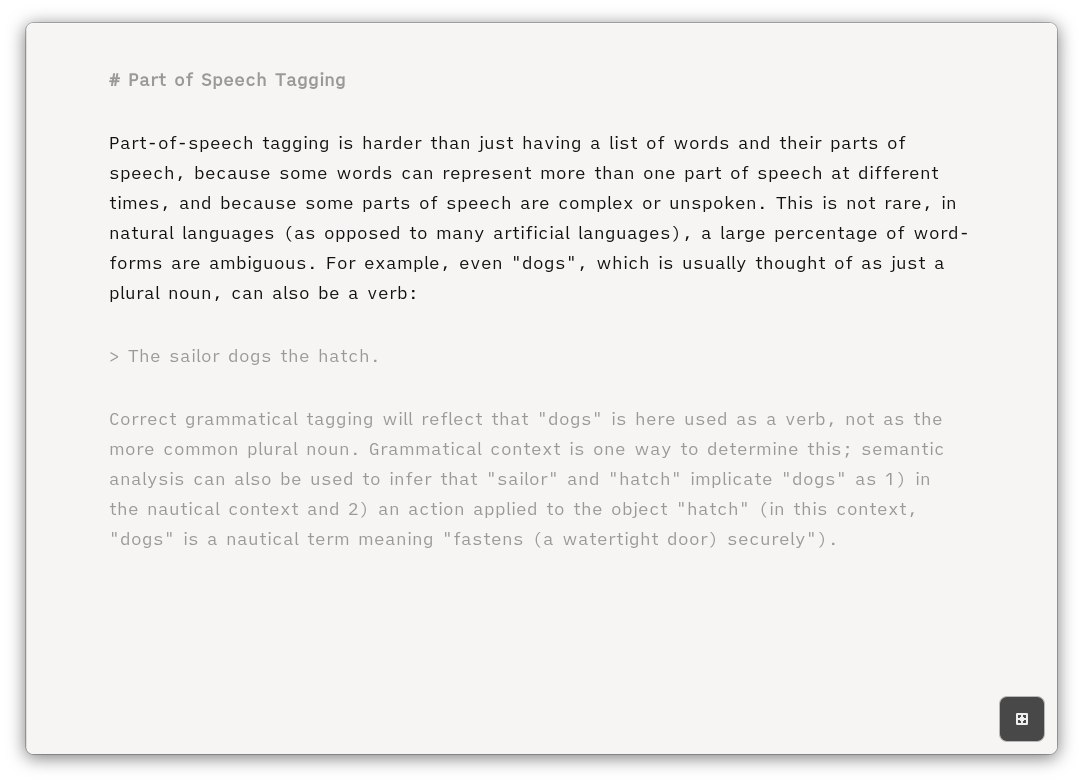 # Part of Speech Tagging
Part-of-speech tagging is harder than just having a list of words and their parts of
speech, because some words can represent more than one part of speech at different
times, and because some parts of speech are complex or unspoken. This is not rare, in
natural languages (as opposed to many artificial languages), a large percentage of word-
forms are ambiguous. For example, even "dogs", which is usually thought of as just a
plural noun, can also be a verb:
> The sailor dogs the hatch.
Correct grammatical tagging will reflect that "dogs" is here used as a verb, not as the
more common plural noun. Grammatical context is one way to determine this; semantic
analysis can also be used to infer that "sailor" and "hatch" implicate "dogs" as 1) in
the nautical context and 2) an action applied to the object "hatch" (in this context,
"dogs" is a nautical term meaning "fastens (a watertight door) securely").